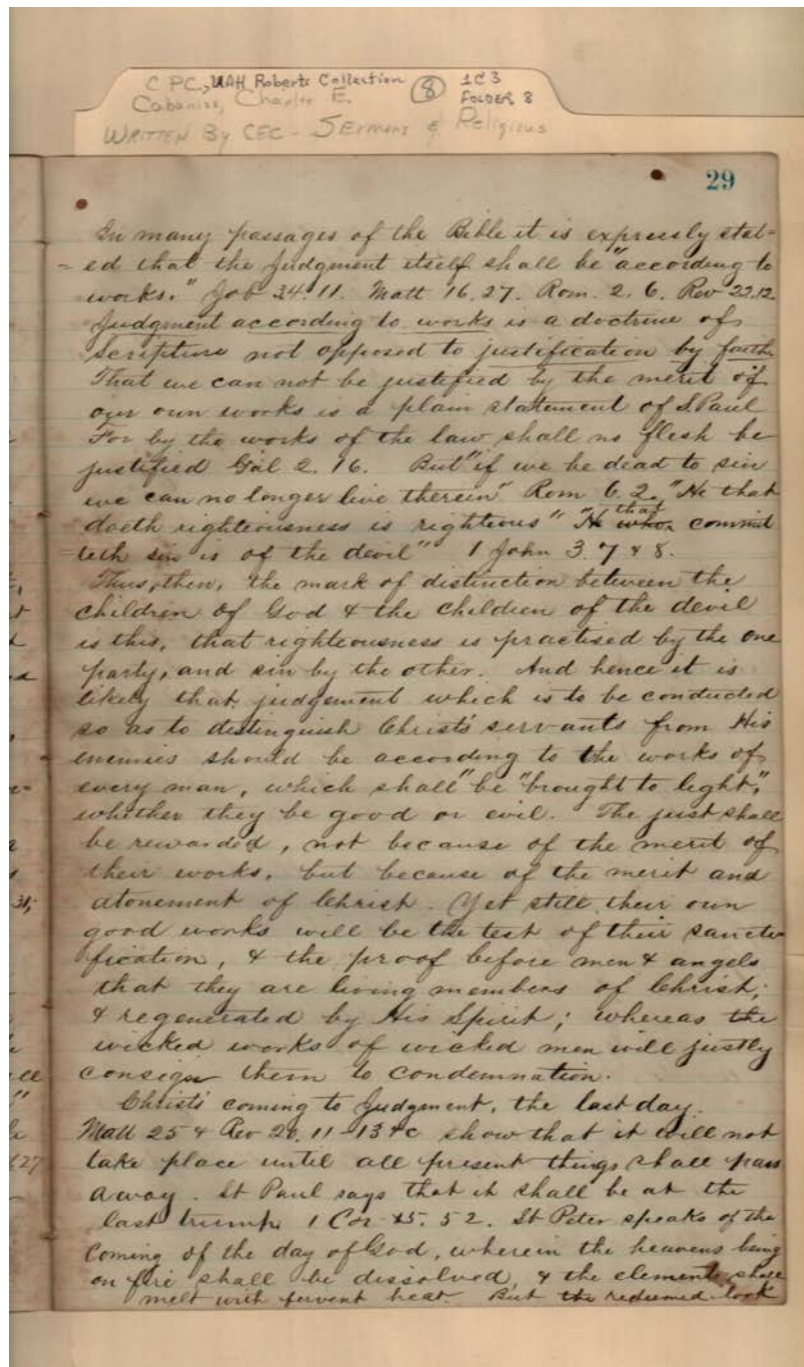 C PC, UAH Roberts Collection 8 1C3
Cabaniss, Charles E. FOLDER 8
WRITTEN By CEC - Sermons & Religious
29
In many passages of the Bible it is expressly stat=
=ed that the Judgment itself shall be "according to
works." Job 34.11. Matt 16.27. Rom. 2.6. Rev 22.12.
Judgment according to works is a doctrine of
Scripture not opposed to justification by faith.
That we can not be justified by the merit of
our own works is a plain statement of S Paul
For by the works of the law shall no flesh be
justified Gal 2.16. But "if we be dead to sin
we can no longer live therein" Rom 6.2. "He that
doeth righteousness is righteous" "He who that commit
=teth sin is of the devil" 1 John 3.7 & 8.
Thus, then, the mark of distinction between the
children of God & the children of the devil
is this, that righteousness is practised by the one
party, and sin by the other. And hence it is
likely that judgement which is to be conducted
so as to distinguish Christ's servants from His
enemies should be according to the works of
every man, which shall "be "brought to light",
whether they be good or evil. The just shall
be rewarded, not because of the merit of
their works, but because of the merit and
atonement of Christ. Yet still their own
good works will be the test of their sancti
fication, & the proof before men & angels
that they are living members of Christ;
& regenerated by His Spirit; whereas the
wicked works of wicked men will justly
consign them to condemnation.
Christ's coming to Judgment, the last day.
Matt 25 & Rev 20.11-13 &c show that it will not
take place until all present things shall pass
away. St Paul says that it shall be at the
last trump. 1 Cor 15.52. St Peter speaks of the
coming of the day of God, wherein the heavens being
on fire shall be dissolved, & the elements shall
melt with fervent heat. But the redeemed look